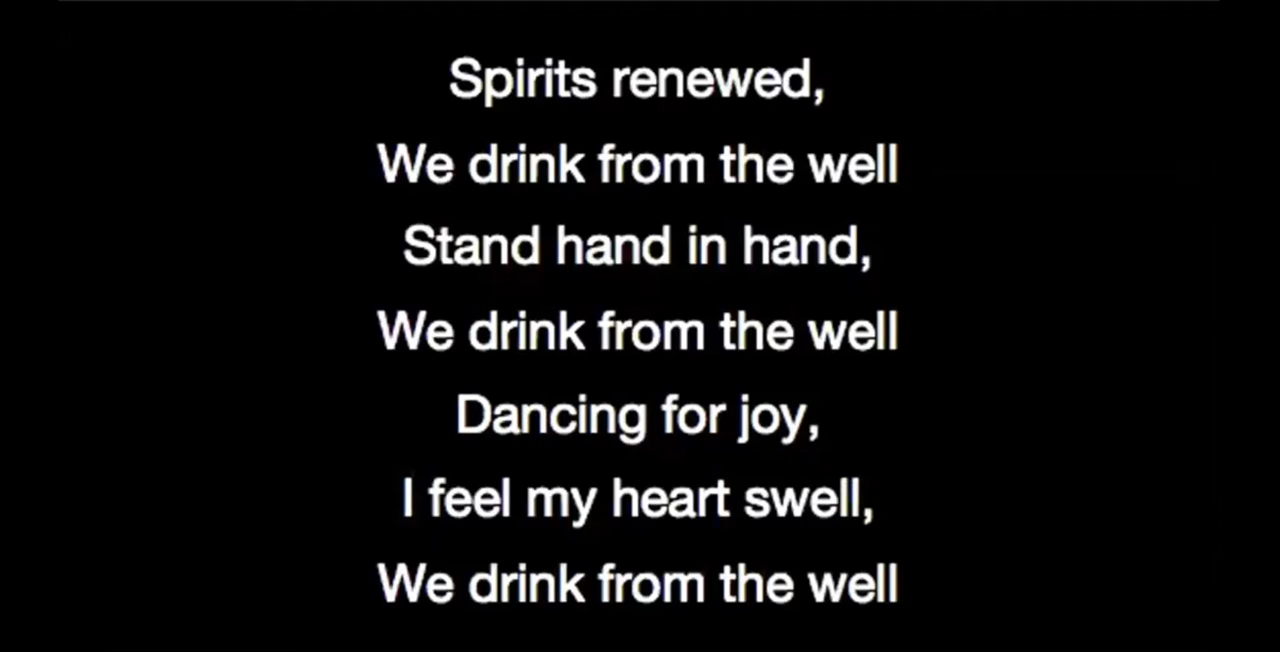 Spirits renewed,
We drink from the well
Stand hand in hand,
We drink from the well
Dancing for joy,
I feel my heart swell,
We drink from the well